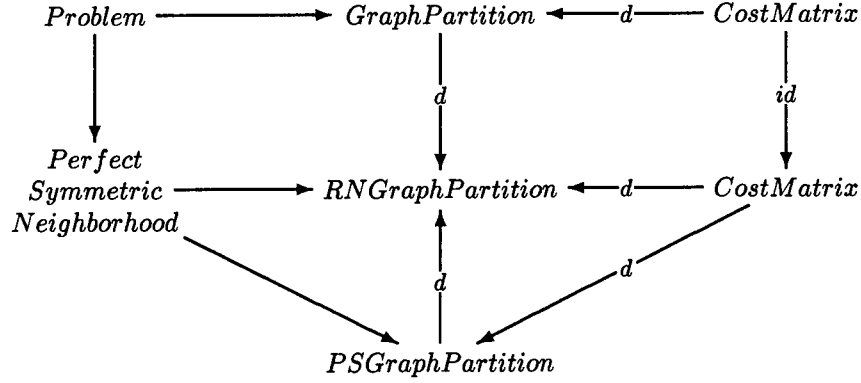 Problem GraphPartition d CostMatrix
d id
Perfect
Symmetric RNGraphPartition d CostMatrix
Neighborhood
d d
PSGraphPartition